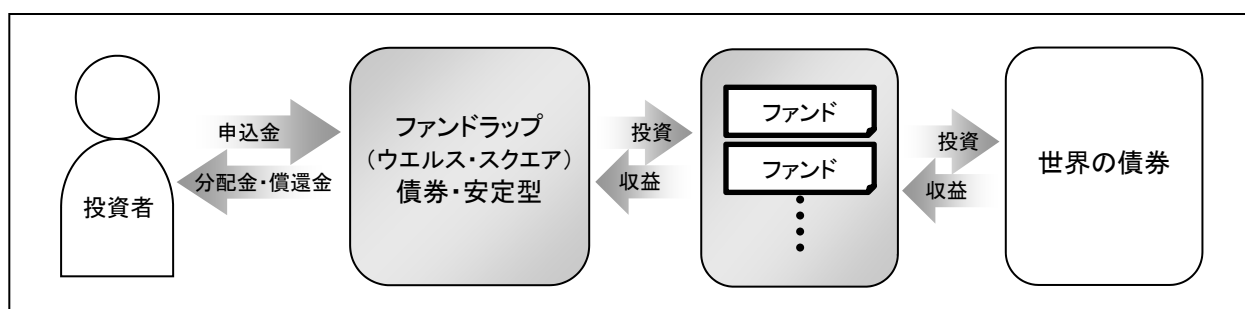 投資者
申込金
分配金・償還金
ファンドラップ
（ウエルス・スクエア）
債券・安定型
投資
収益
ファンド
ファンド
投資
収益
世界の債券